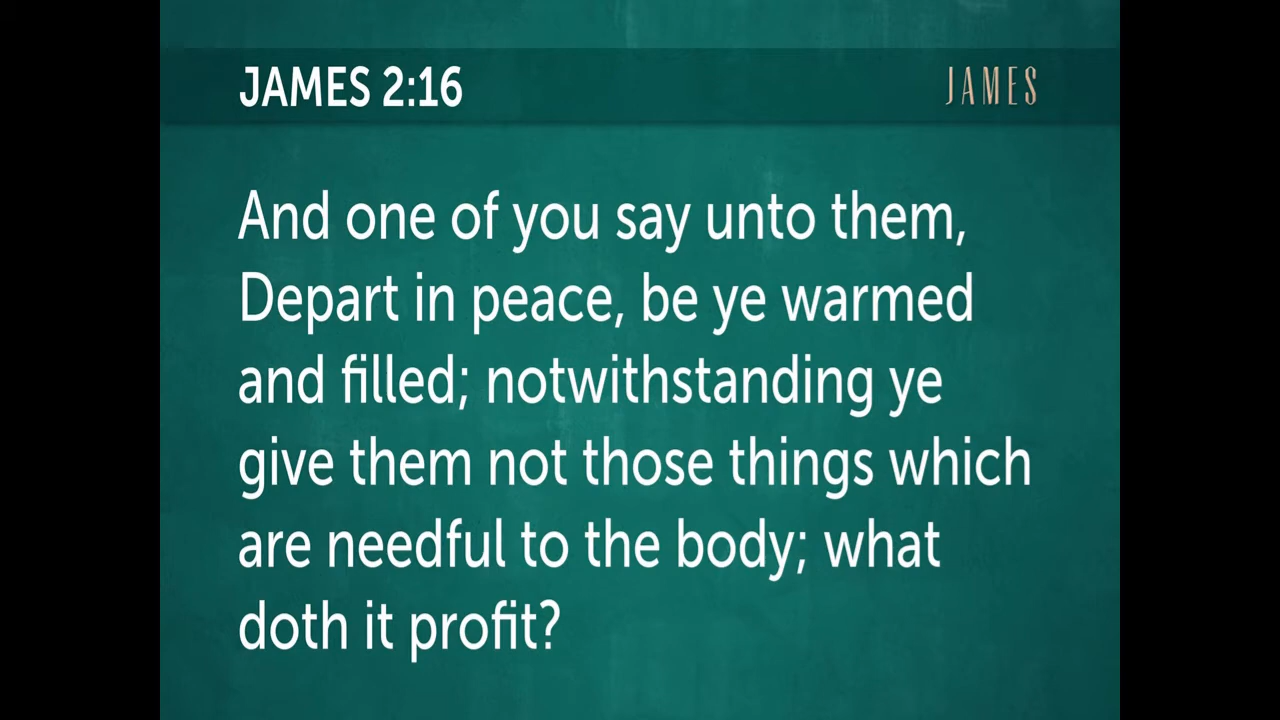 JAMES 2:16
JAMES
And one of you say unto them,
Depart in peace, be ye warmed
and filled; notwithstanding ye
give them not those things which
are needful to the body; what
doth it profit?